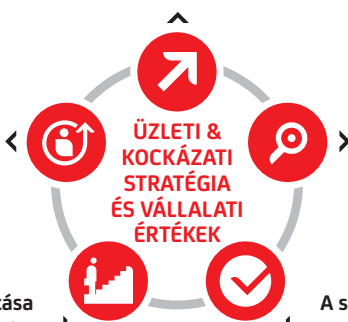 ÜZLETI &
KOCKÁZATI
STRATÉGIA
ÉS VÁLLALATI
ÉRTÉKEK
A s